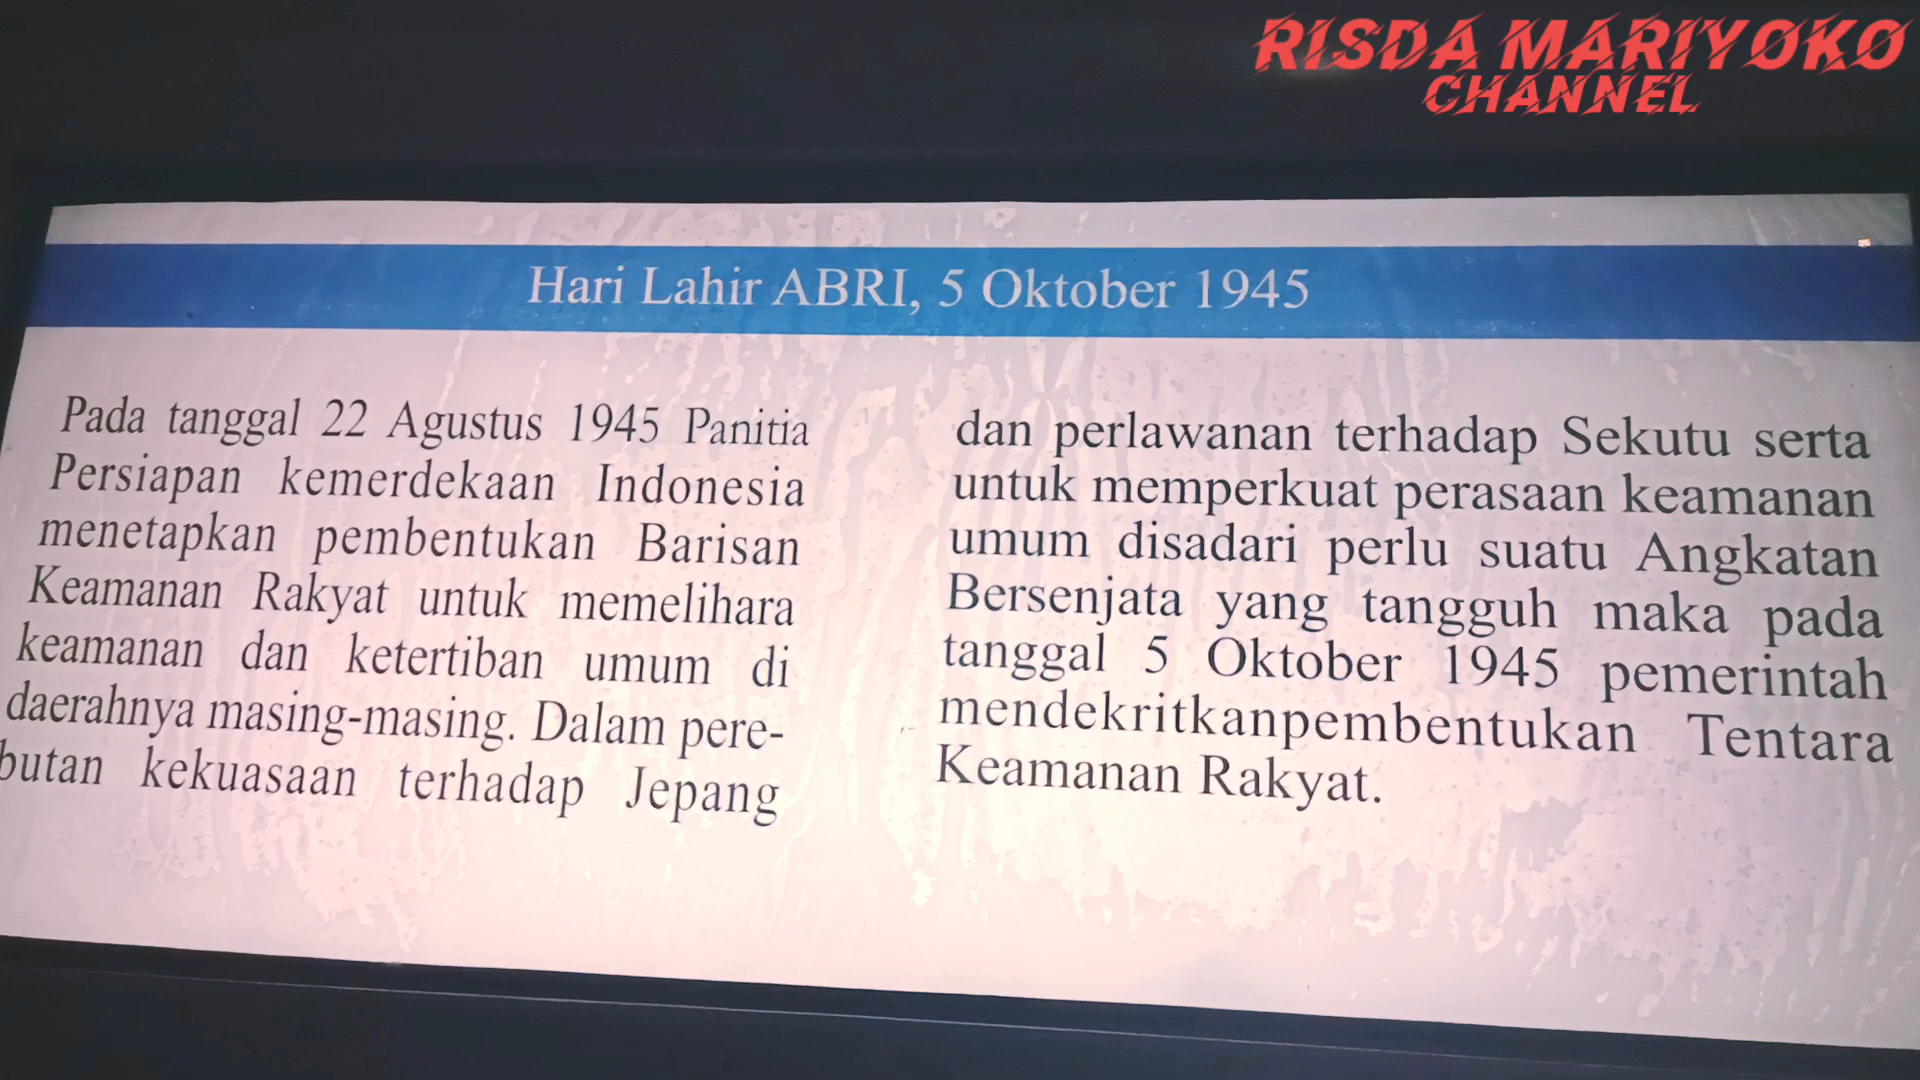 RISDA MARIYOKO
CHANNEL
Hari Lahir ABRI, 5 Oktober 1945
Pada tanggal 22 Agustus 1945 Panitia
Persiapan kemerdekaan Indonesia
menetapkan pembentukan Barisan
Keamanan Rakyat untuk memelihara
keamanan dan ketertiban umum di
daerahnya masing-masing. Dalam pere-
butan kekuasaan terhadap Jepang
dan perlawanan terhadap Sekutu serta
untuk memperkuat perasaan keamanan
umum disadari perlu suatu Angkatan
Bersenjata yang tangguh maka pada
tanggal 5 Oktober 1945 pemerintah
mendekritkanpembentukan Tentara
Keamanan Rakyat.